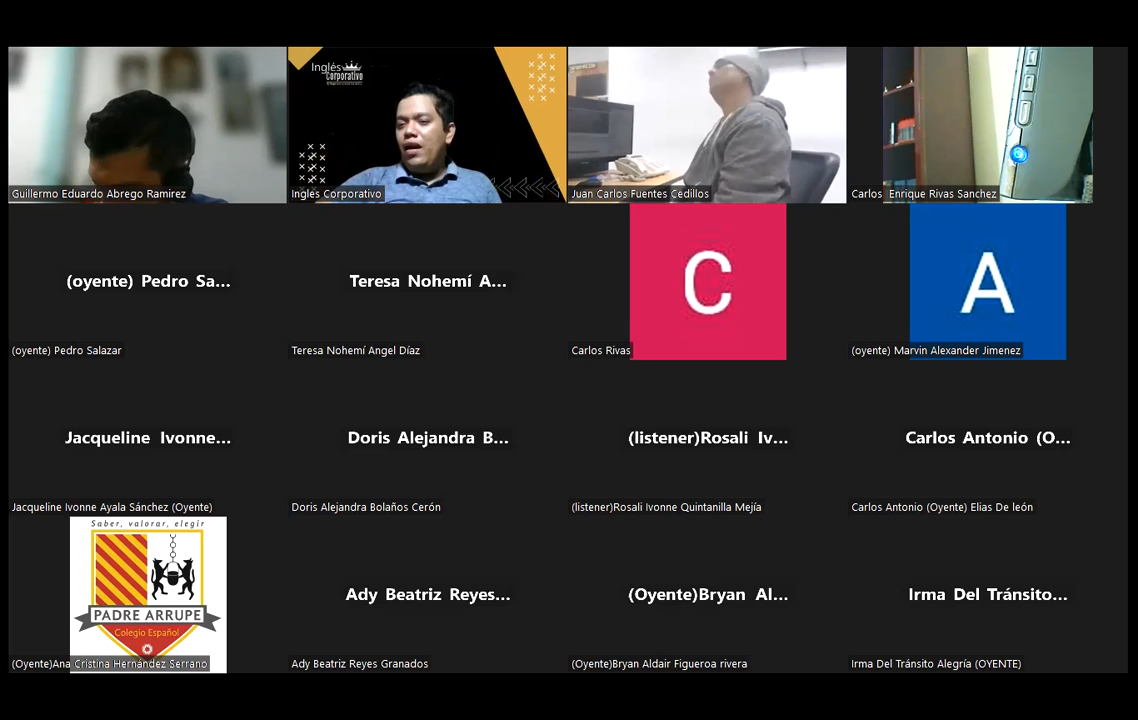 Inglés
Corporativo
Guillermo Eduardo Abrego Ramirez
Ingles Corporativo
Juan Carlos Fuentes Cedillos
Carlos Enrique Rivas Sanchez
(oyente) Pedro Sa...
Teresa Nohemí A...
C
A
(oyente) Pedro Salazar
Teresa Nohemí Angel Díaz
Carlos Rivas
(oyente) Marvin Alexander Jimenez
Jacqueline Ivonne...
Doris Alejandra B...
(listener)Rosali Iv...
Carlos Antonio (O...
Jacqueline Ivonne Ayala Sánchez (Oyente)
Doris Alejandra Bolaños Cerón
(listener)Rosali Ivonne Quintanilla Mejía
Carlos Antonio (Oyente) Elias De león
Saber, valorar, elegir
PADRE ARRUPE
Colegio Español
Ady Beatriz Reyes...
(Oyente)Bryan Al...
Irma Del Tránsito...
(Oyente)Ana Cristina Hernández Serrano
Ady Beatriz Reyes Granados
(Oyente)Bryan Aldair Figueroa rivera
Irma Del Tránsito Alegría (OYENTE)